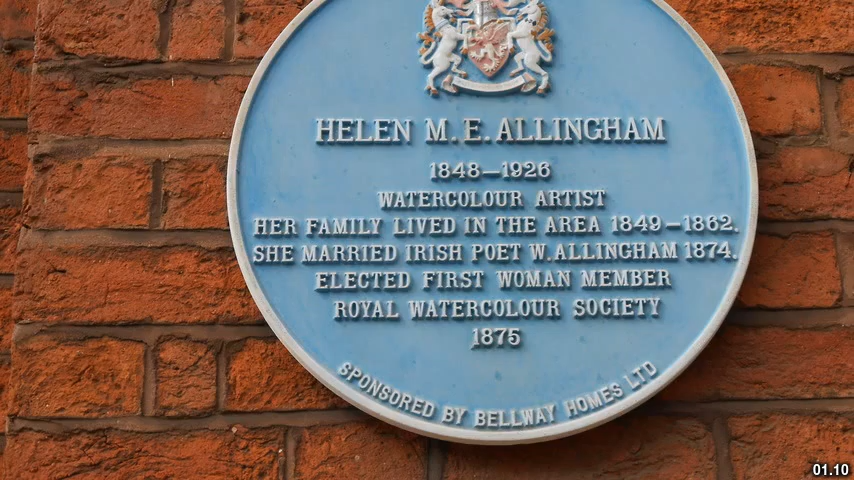 HELEN M.E. ALLINGHAM
1848–1926
WATERCOLOUR ARTIST
HER FAMILY LIVED IN THE AREA 1849–1862.
SHE MARRIED IRISH POET W.ALLINGHAM 1874.
ELECTED FIRST WOMAN MEMBER
ROYAL WATERCOLOUR SOCIETY
1875
SPONSORED BY BELLWAY HOMES LTD
01.10